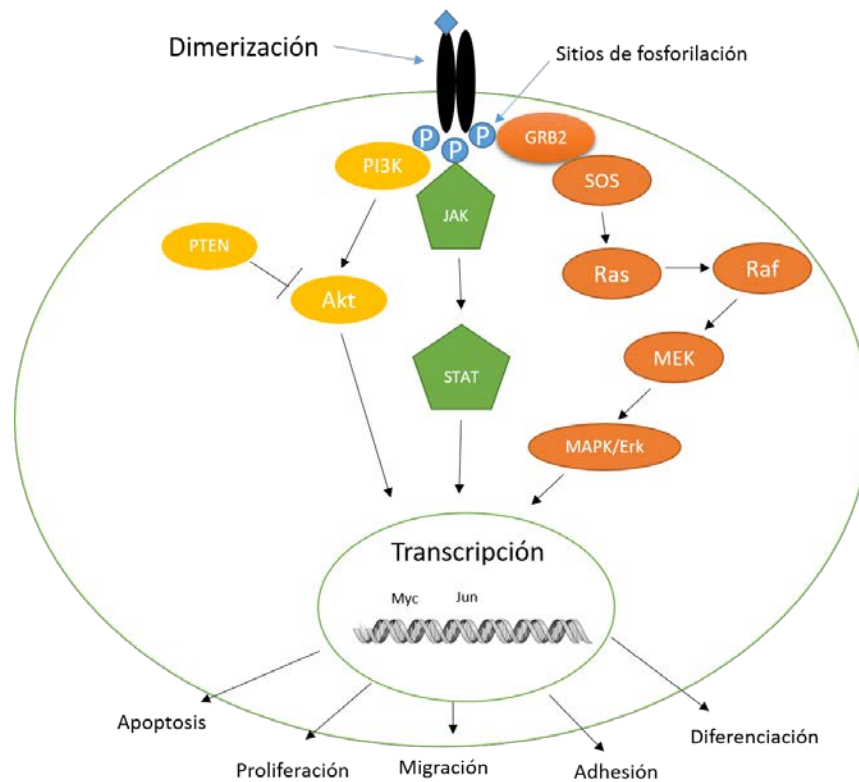 Dimerización
Sitios de fosforilación
P
P
P
GRB2
PI3K
SOS
JAK
PTEN
Ras
Raf
Akt
MEK
STAT
MAPK/Erk
Transcripción
Myc
Jun
Apoptosis
Proliferación
Migración
Adhesión
Diferenciación